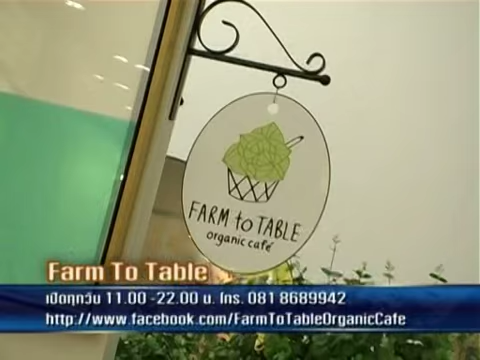 FARM to TABLE
organic café
Farm To Table
เปิดทุกวัน 11.00 -22.00 น. โทร. 081 8689942
http://www.facebook.com/FarmToTableOrganicCafe